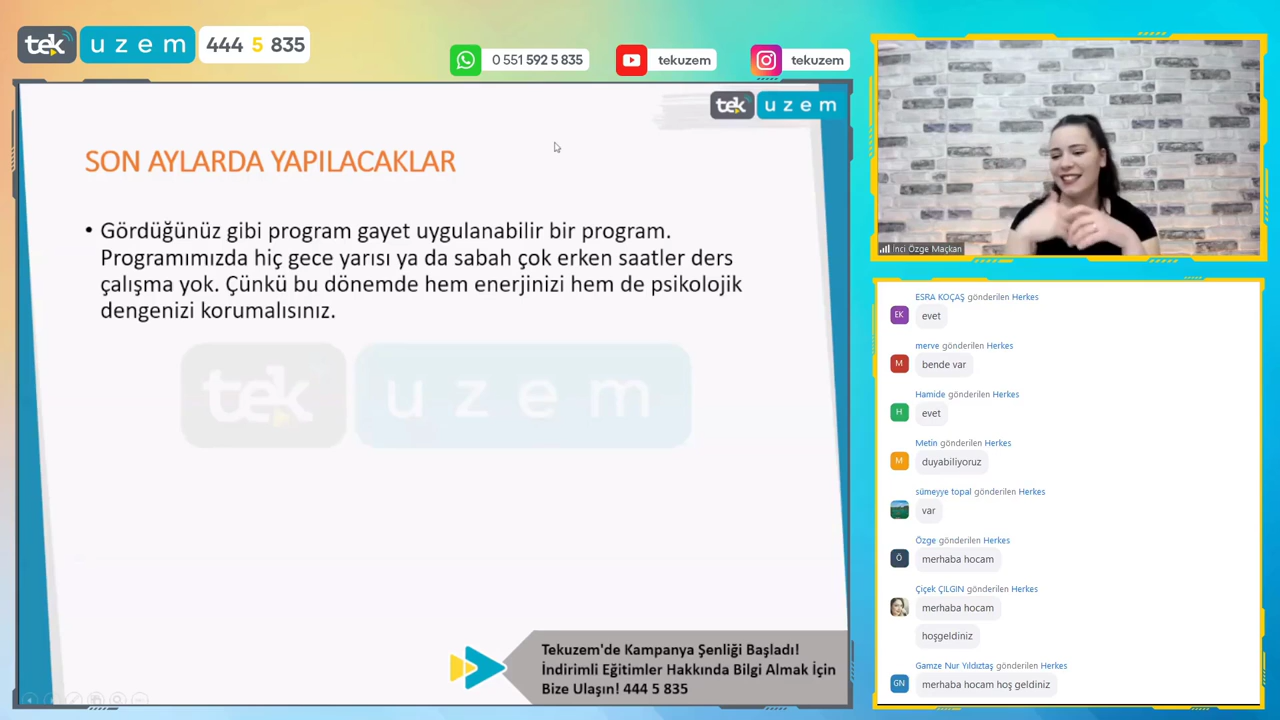 tek uzem 444 5 835
0 551 592 5 835
tekuzem
tekuzem
tek uzem
SON AYLARDA YAPILACAKLAR
• Gördüğünüz gibi program gayet uygulanabilir bir program.
Programımızda hiç gece yarısı ya da sabah çok erken saatler ders
çalışma yok. Çünkü bu dönemde hem enerjinizi hem de psikolojik
dengenizi korumalısınız.
tek uzem
Tekuzem'de Kampanya Şenliği Başladı!
İndirimli Eğitimler Hakkında Bilgi Almak İçin
Bize Ulaşın! 444 5 835
İnci Özge Maçkan
ESRA KOÇAŞ gönderilen Herkes
EK
evet
merve gönderilen Herkes
M
bende var
Hamide gönderilen Herkes
H
evet
Metin gönderilen Herkes
M
duyabiliyoruz
sümeyye topal gönderilen Herkes
var
Özge gönderilen Herkes
Ö
merhaba hocam
Çiçek ÇILGIN gönderilen Herkes
merhaba hocam
hoşgeldiniz
Gamze Nur Yıldıztaş gönderilen Herkes
GN
merhaba hocam hoş geldiniz